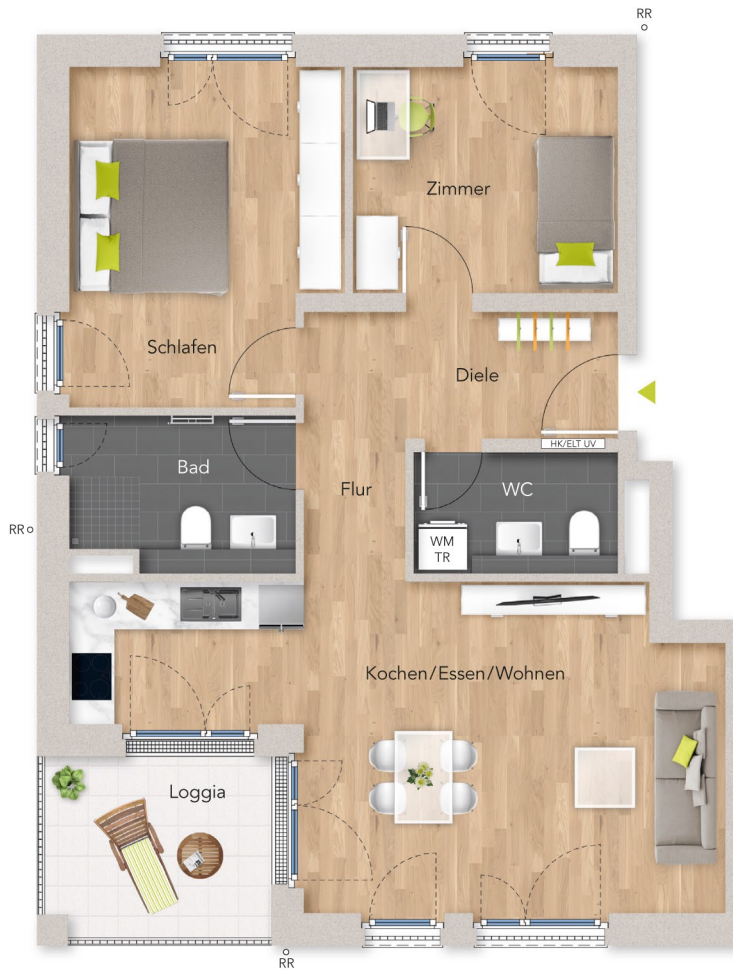 RR
Zimmer
Schlafen
Diele
HK/ELT UV
Bad
Flur
WC
RR
WM
TR
Kochen/Essen/Wohnen
Loggia
RR